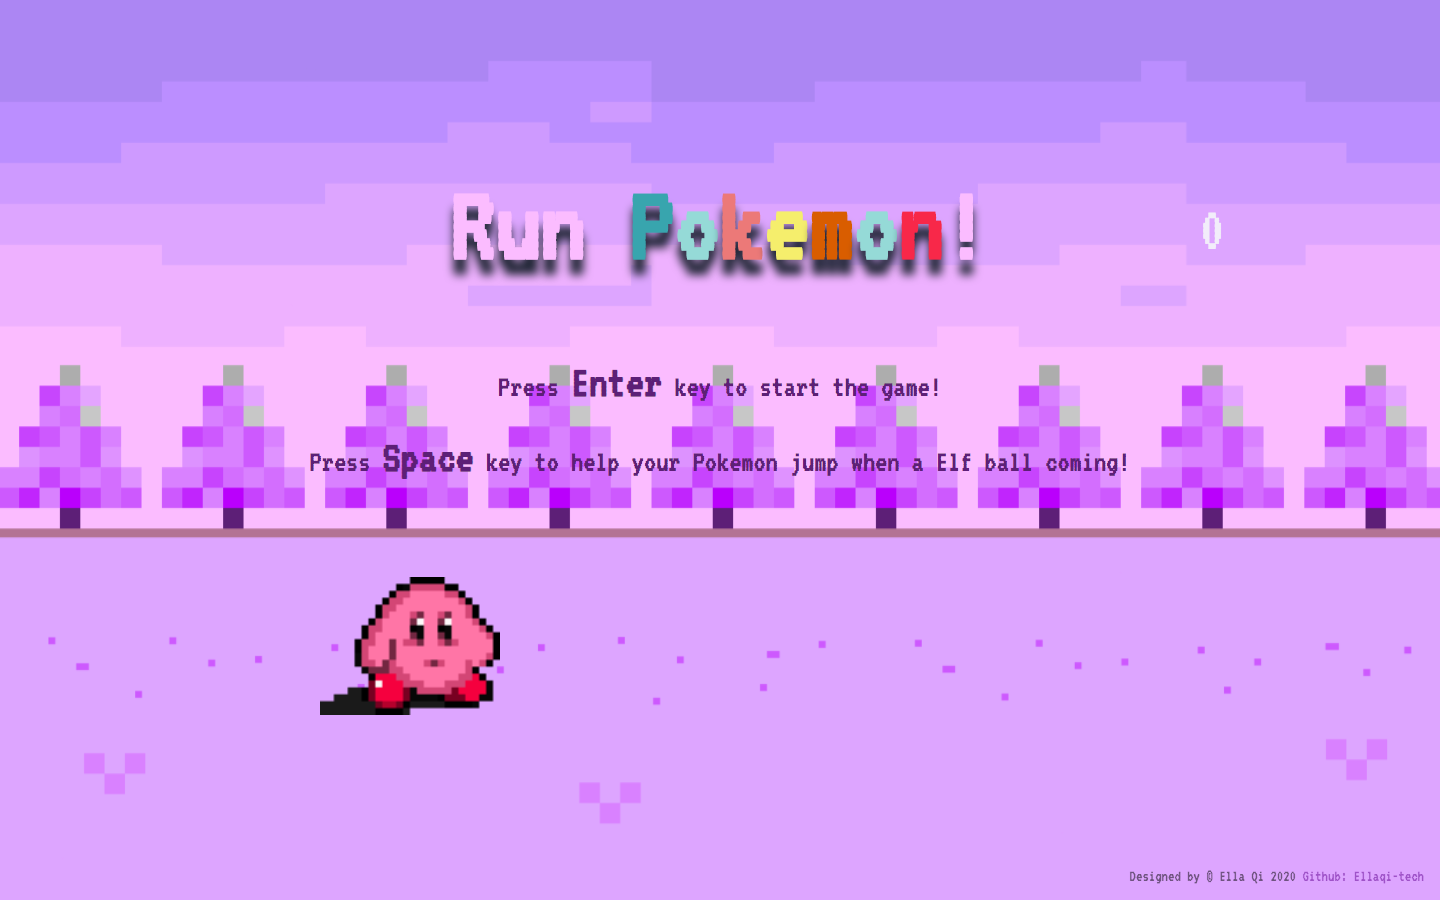 Run Pokemon!
0
Press Enter key to start the game!
Press Space key to help your Pokemon jump when a Elf ball coming!
Designed by © Ella Qi 2020 Github: Ellaqi-tech